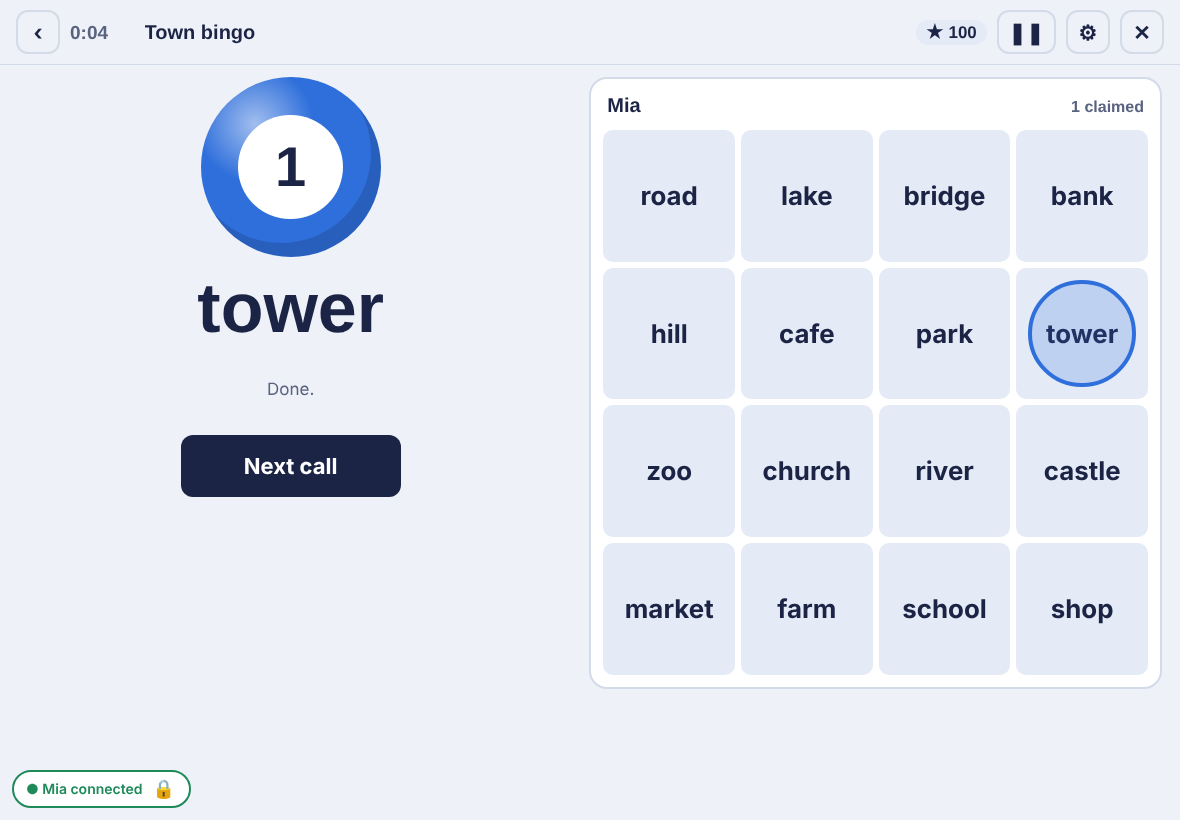 0:04 Town bingo ★ 100
1
tower
Done.
Next call
Mia 1 claimed
road lake bridge bank
hill cafe park tower
zoo church river castle
market farm school shop
Mia connected